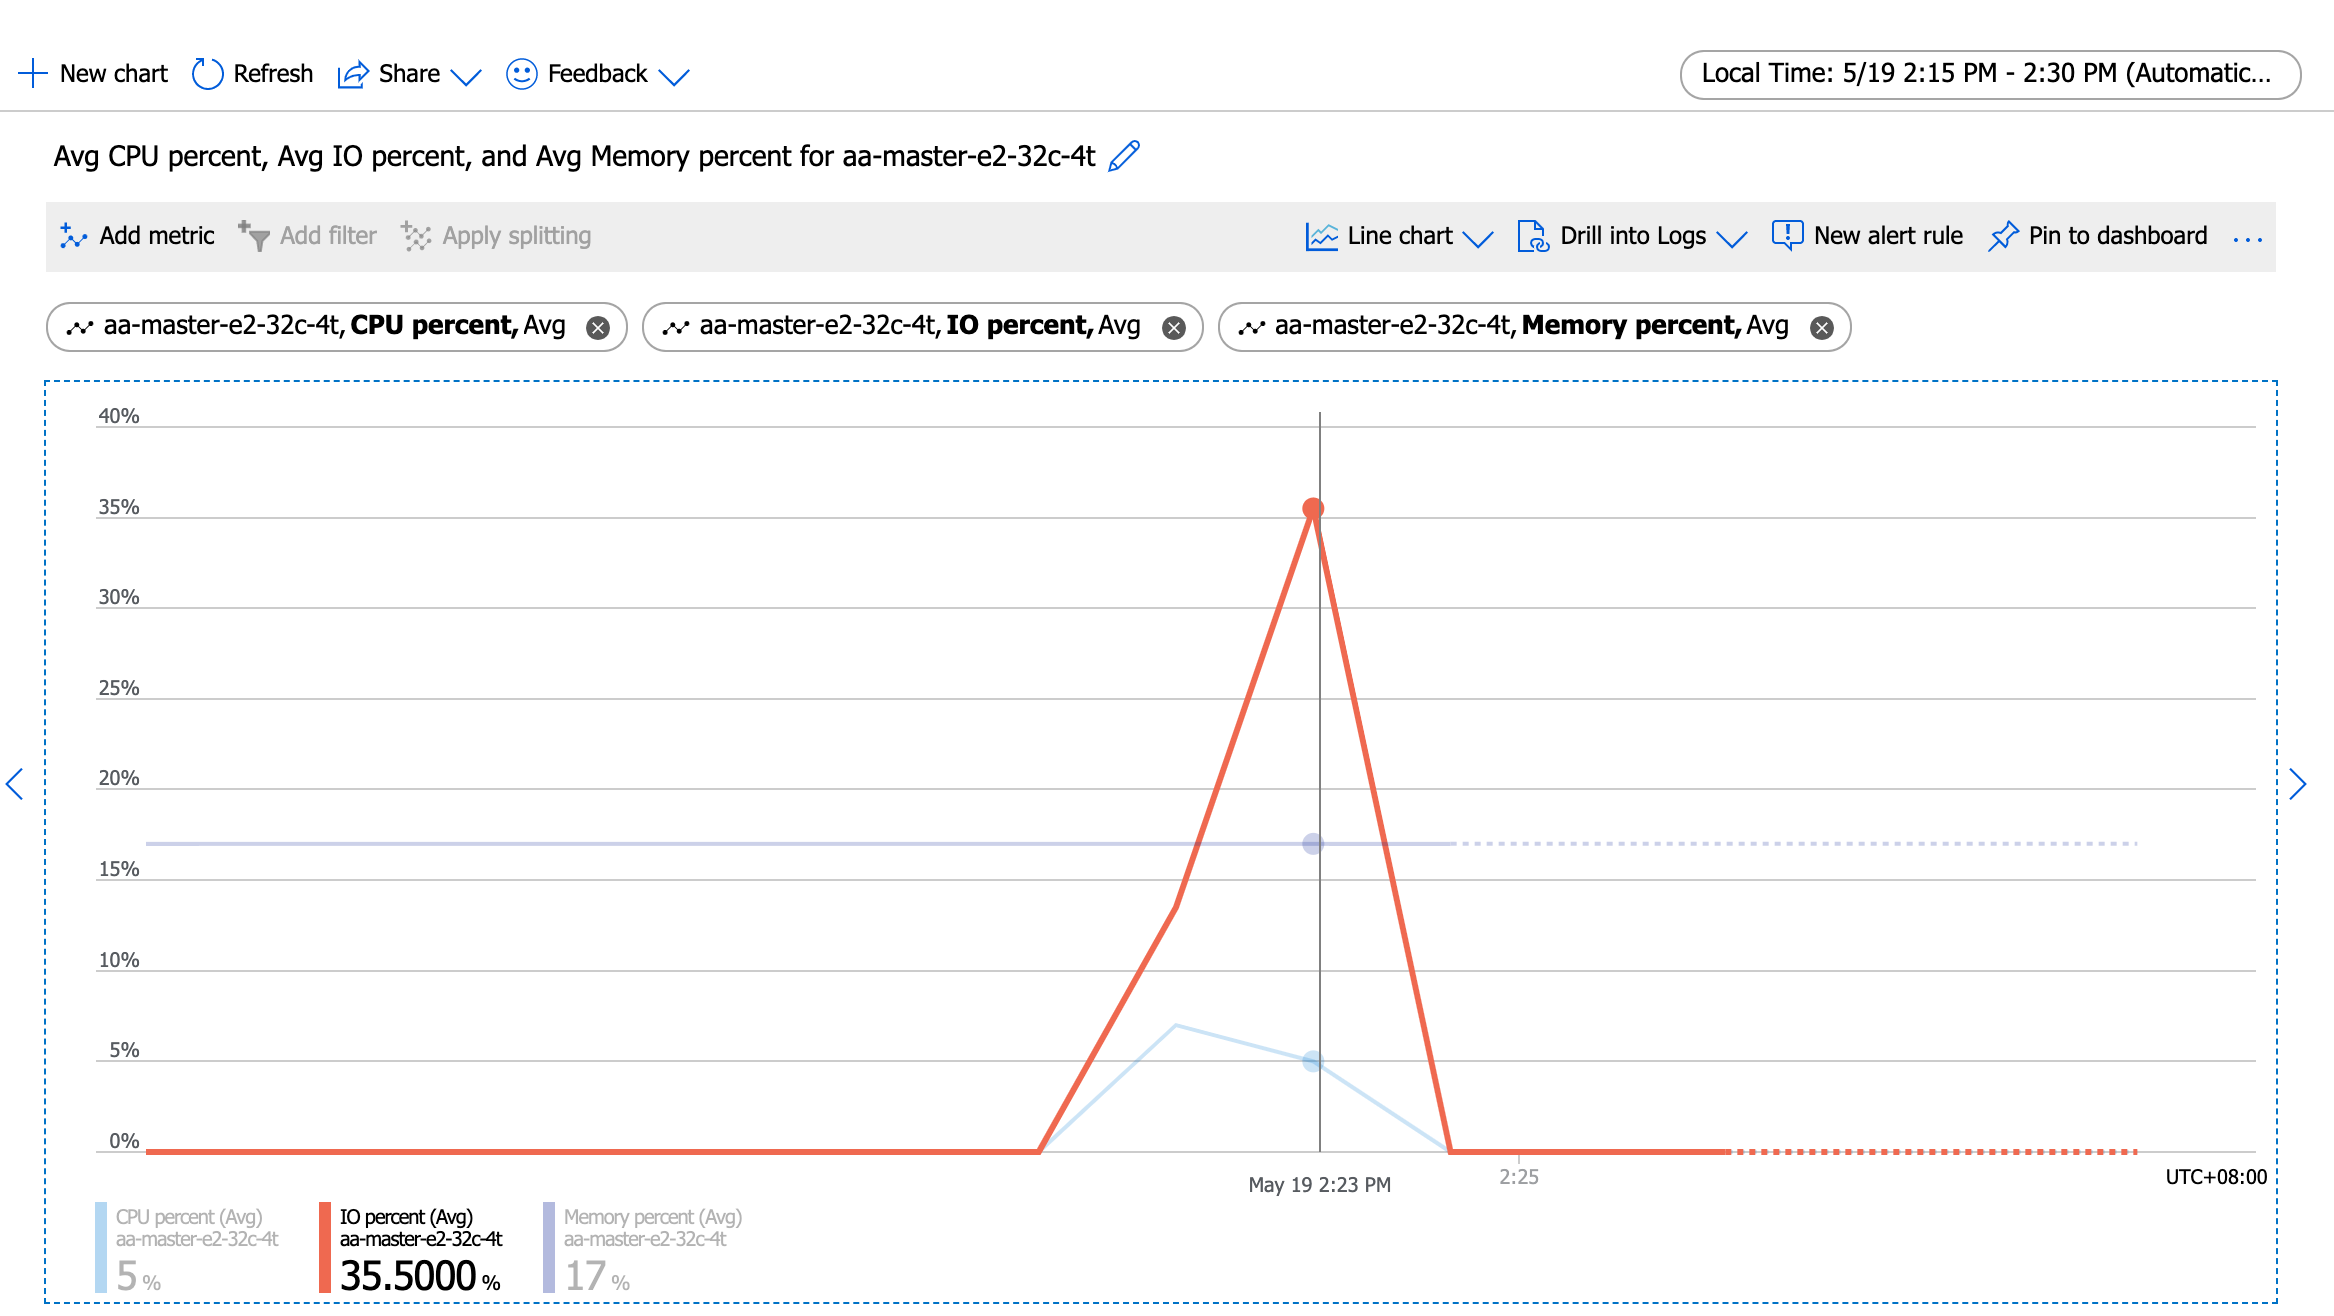 New chart Refresh Share Feedback Local Time: 5/19 2:15 PM - 2:30 PM (Automatic...
Avg CPU percent, Avg IO percent, and Avg Memory percent for aa-master-e2-32c-4t
Add metric Add filter Apply splitting Line chart Drill into Logs New alert rule Pin to dashboard ...
aa-master-e2-32c-4t, CPU percent, Avg aa-master-e2-32c-4t, IO percent, Avg aa-master-e2-32c-4t, Memory percent, Avg
40%
35%
30%
25%
20%
15%
10%
5%
0%
May 19 2:23 PM 2:25 UTC+08:00
CPU percent (Avg) IO percent (Avg) Memory percent (Avg)
aa-master-e2-32c-4t aa-master-e2-32c-4t aa-master-e2-32c-4t
5 % 35.5000 % 17 %